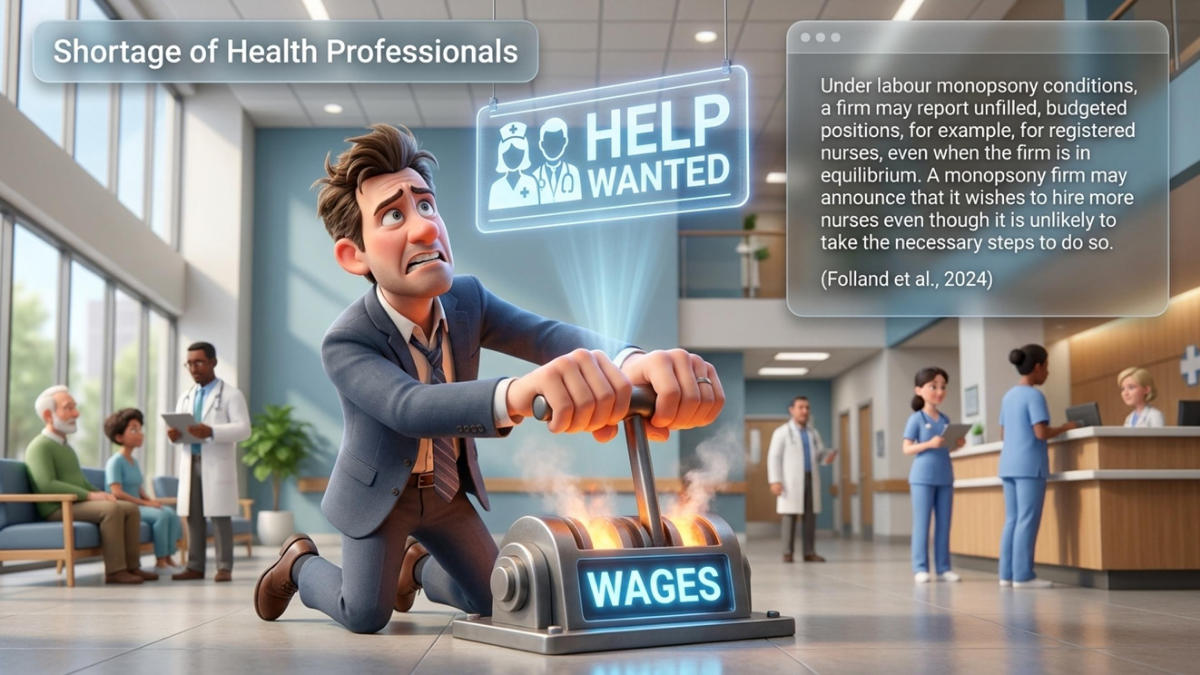 Shortage of Health Professionals
HELP
WANTED
Under labour monopsony conditions,
a firm may report unfilled, budgeted
positions, for example, for registered
nurses, even when the firm is in
equilibrium. A monopsony firm may
announce that it wishes to hire more
nurses even though it is unlikely to
take the necessary steps to do so.
(Folland et al., 2024)
WAGES